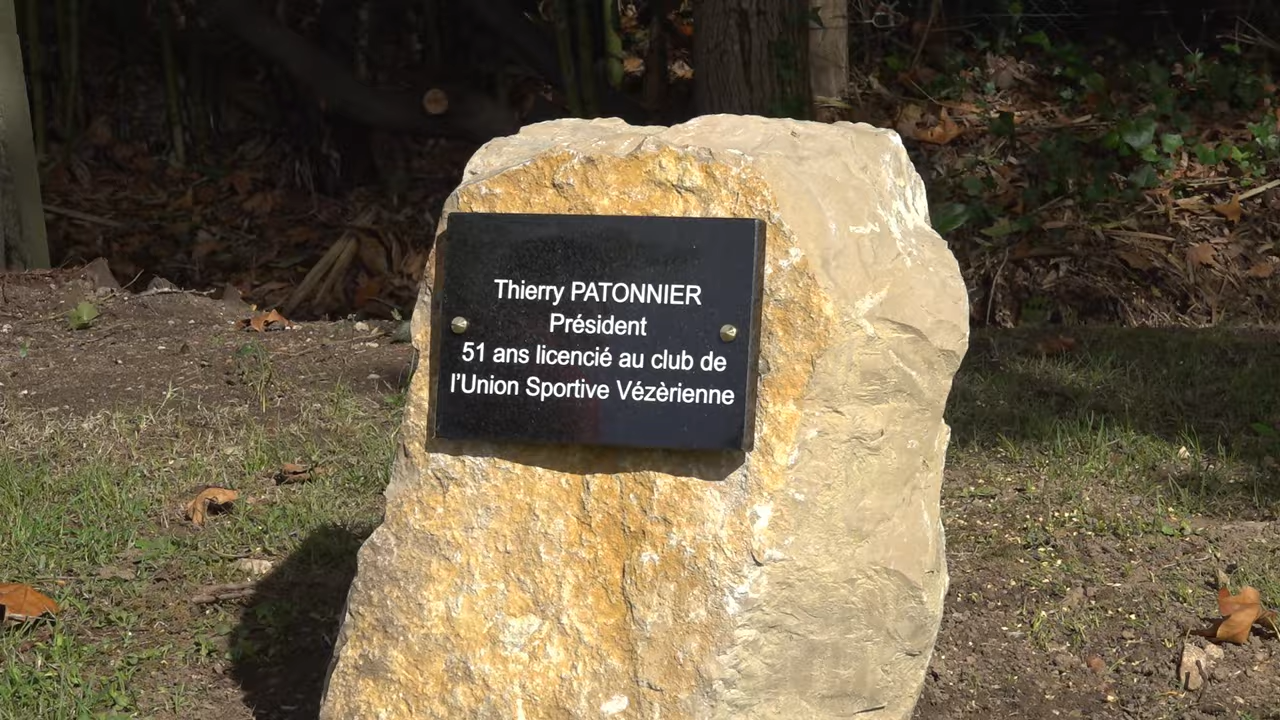 Thierry PATONNIER
Président
51 ans licencié au club de
l'Union Sportive Vézèrienne